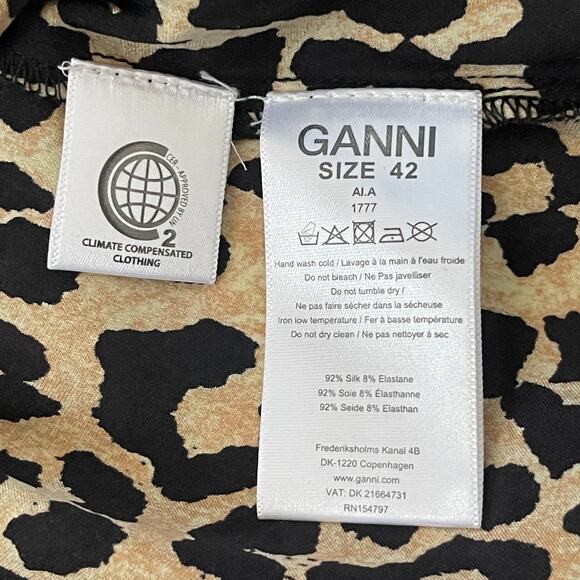 CER - APPROVED BY UN
2
CLIMATE COMPENSATED
CLOTHING
GANNI
SIZE 42
AI.A
1777
Hand wash cold / Lavage à la main à l'eau froide
Do not bleach / Ne Pas javelliser
Do not tumble dry /
Ne pas faire sécher dans la sécheuse
Iron low temperature / Fer à basse température
Do not dry clean / Ne pas nettoyer à sec
92% Silk 8% Elastane
92% Soie 8% Élasthanne
92% Seide 8% Elasthan
Frederiksholms Kanal 4B
DK-1220 Copenhagen
www.ganni.com
VAT: DK 21664731
RN154797